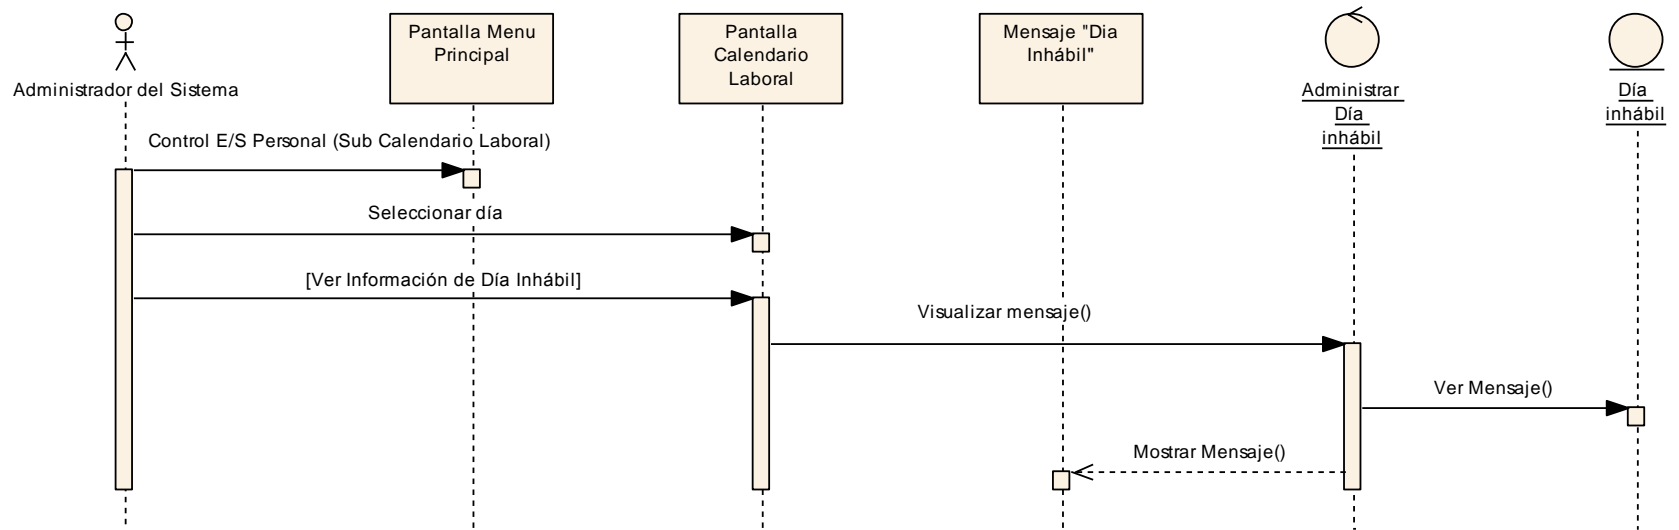 Administrador del Sistema
Pantalla Menu
Principal
Pantalla
Calendario
Laboral
Mensaje "Dia
Inhábil"
Administrar
Día
inhábil
Día
inhábil
Control E/S Personal (Sub Calendario Laboral)
Seleccionar día
[Ver Información de Día Inhábil]
Visualizar mensaje()
Ver Mensaje()
Mostrar Mensaje()